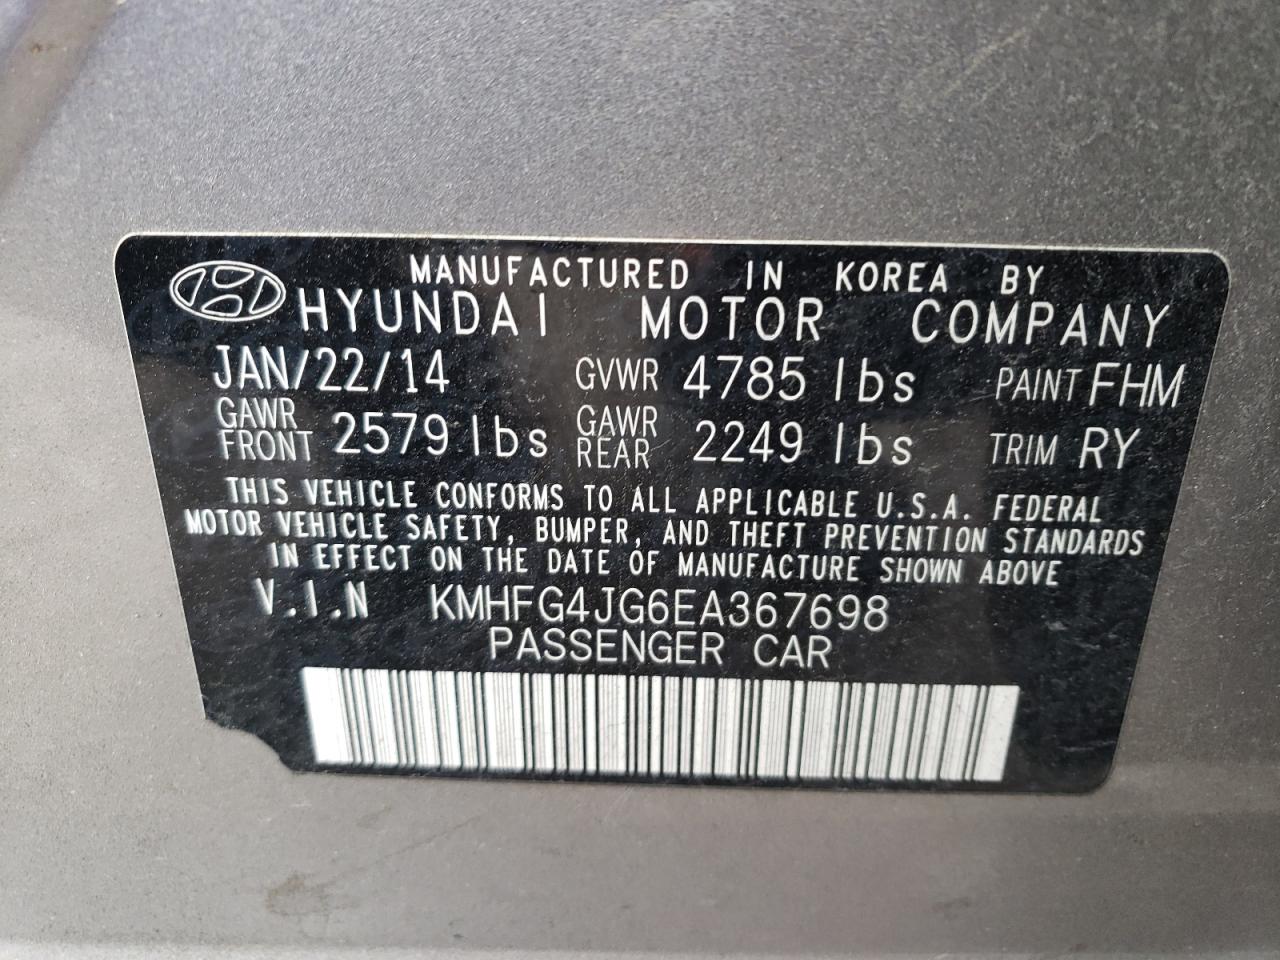 MANUFACTURED IN KOREA BY
HYUNDAI MOTOR COMPANY
JAN/22/14 GVWR 4785 lbs PAINT FHM
GAWR FRONT 2579 lbs GAWR REAR 2249 lbs TRIM RY
THIS VEHICLE CONFORMS TO ALL APPLICABLE U.S.A. FEDERAL
MOTOR VEHICLE SAFETY, BUMPER, AND THEFT PREVENTION STANDARDS
IN EFFECT ON THE DATE OF MANUFACTURE SHOWN ABOVE
V.I.N KMHFG4JG6EA367698
PASSENGER CAR